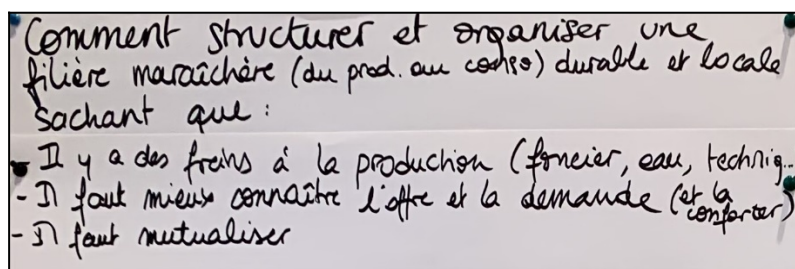 Comment structurer et organiser une
filière maraîchère (du prod. au conso) durable et locale
sachant que :
- Il y a des freins à la production (foncier, eau, techniq...
- Il faut mieux connaître l'offre et la demande (et la conforter)
- Il faut mutualiser